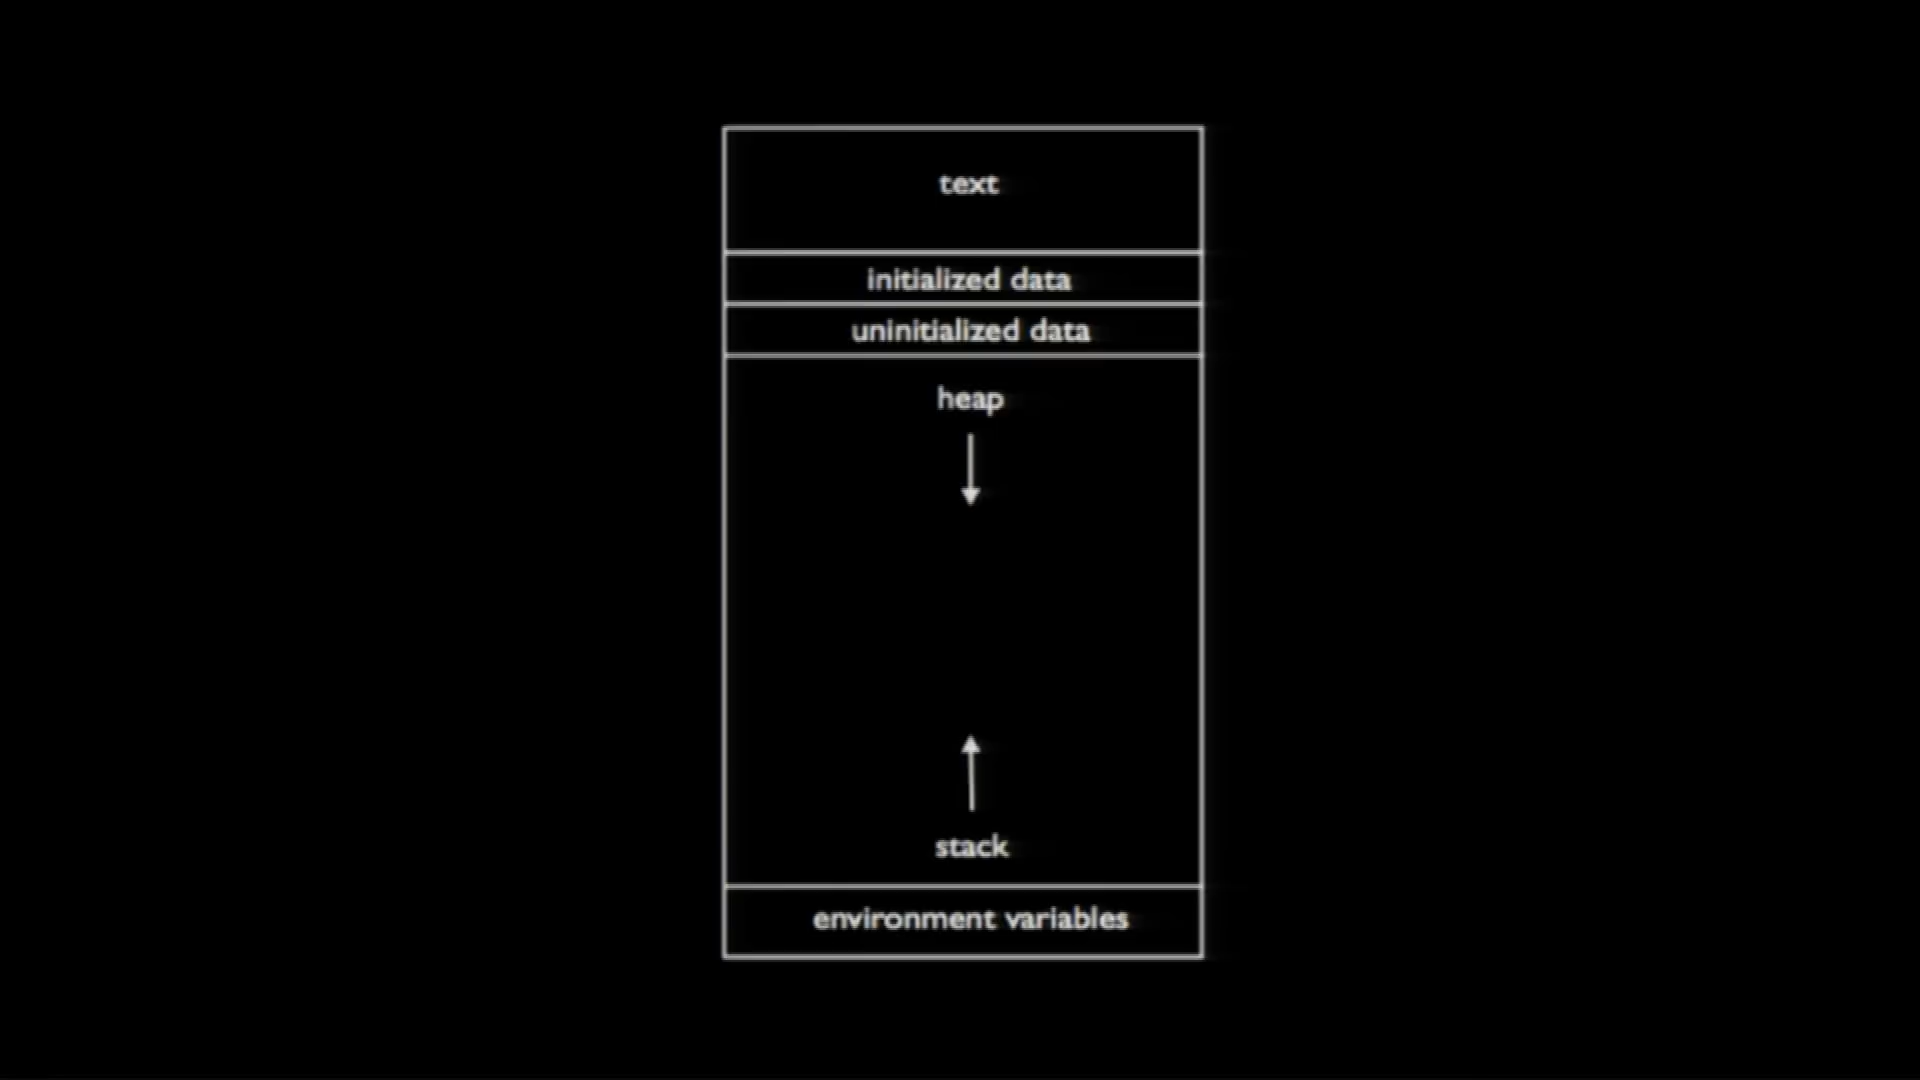 text
initialized data
uninitialized data
heap
stack
environment variables